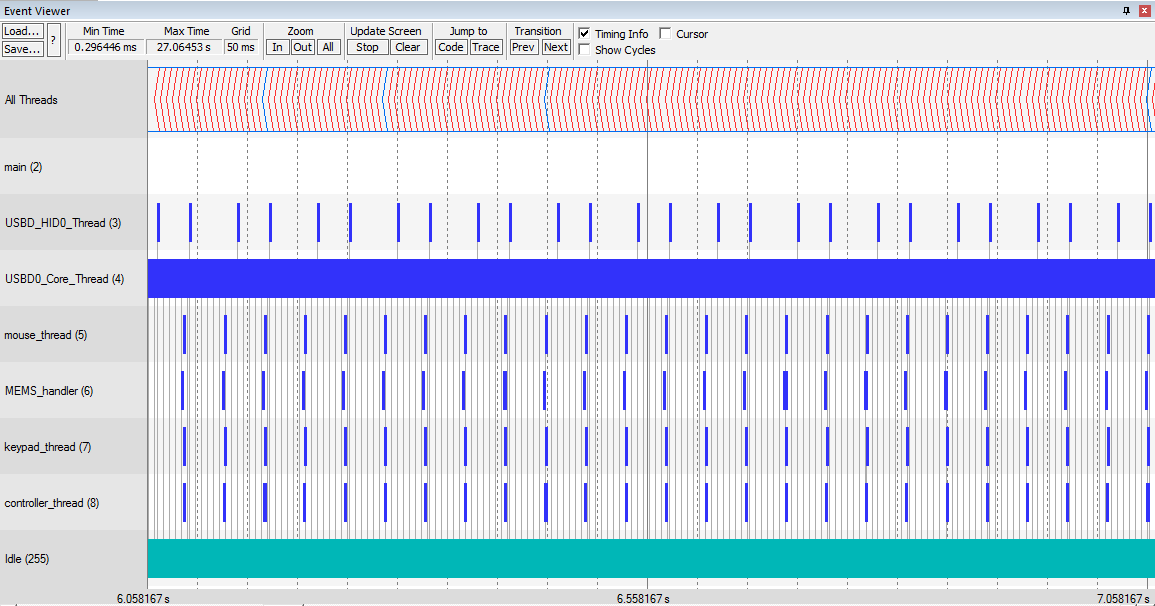 Event Viewer
Load... Min Time Max Time Grid Zoom Update Screen Jump to Transition Timing Info Cursor
Save... ? 0.296446 ms 27.06453 s 50 ms In Out All Stop Clear Code Trace Prev Next Show Cycles
All Threads
main (2)
USBD_HID0_Thread (3)
USBD0_Core_Thread (4)
mouse_thread (5)
MEMS_handler (6)
keypad_thread (7)
controller_thread (8)
Idle (255)
6.058167 s 6.558167 s 7.058167 s